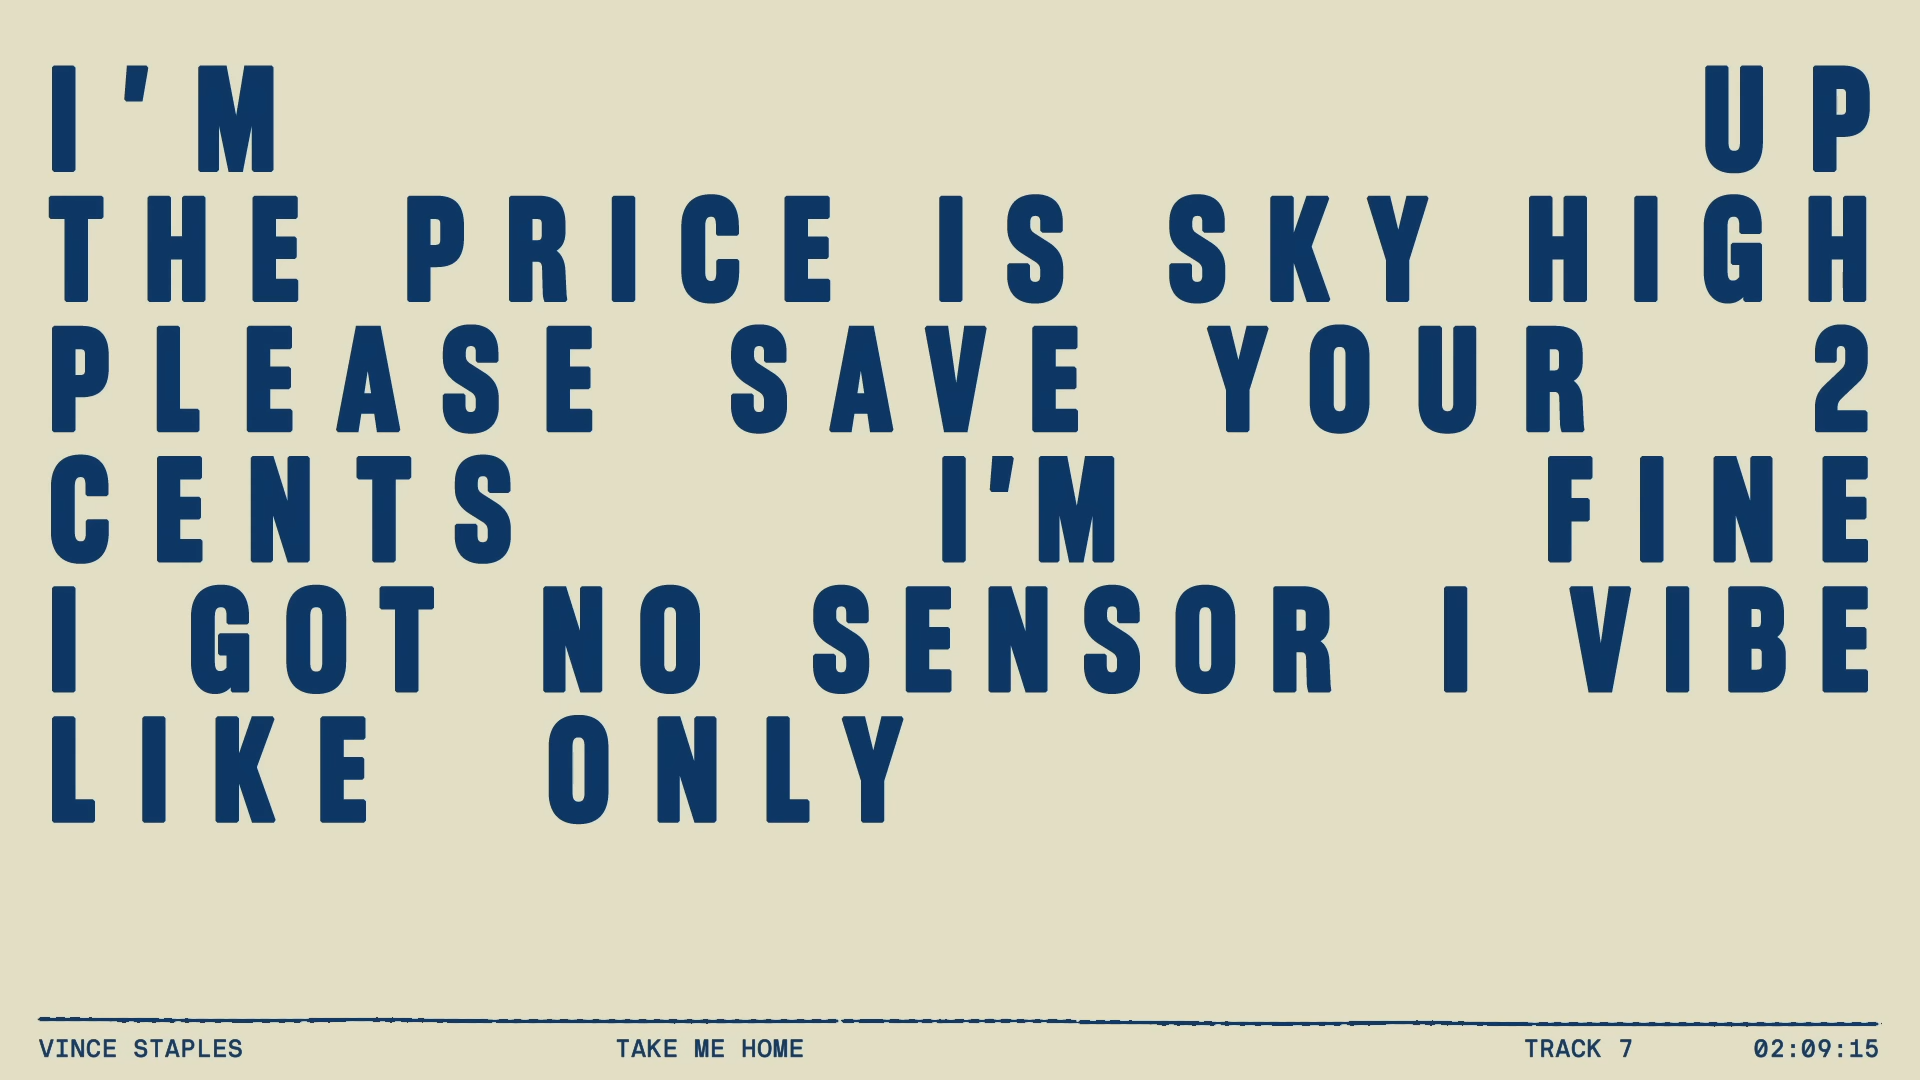 I'M UP
THE PRICE IS SKY HIGH
PLEASE SAVE YOUR 2
CENTS I'M FINE
I GOT NO SENSOR I VIBE
LIKE ONLY
VINCE STAPLES TAKE ME HOME TRACK 7 02:09:15